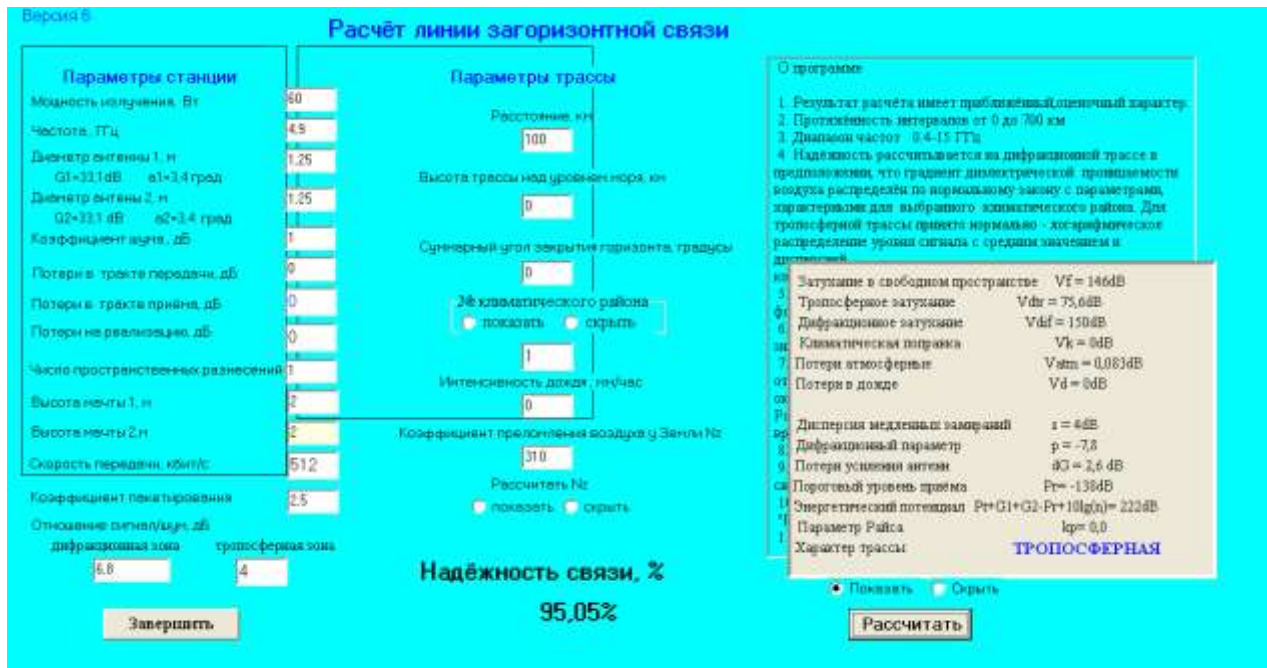 Версия 6
Расчёт линии загоризонтной связи
Параметры станции
Мощность излучения, Вт
60
Частота, ГГц
4,9
Диаметр антенны 1, м
1,25
G1=33,1dB a1=3,4 град
Диаметр антены 2, м
1,25
G2=33,1 dB a2=3,4 град
Коэффициент шума, дБ
1
Потери в тракте передачи, дБ
0
Потери в тракте приёма, дБ
0
Потери на реализацию, дБ
0
Число пространственных разнесений
1
Высота мачты 1, м
2
Высота мачты 2,м
2
Скорость передачи, кбит/с
512
Коэффициент пакетирования
2,5
Отношение сигнал/шум, дБ
дифракционная зона тропосферная зона
6,8
4
Завершить
Параметры трассы
Расстояние, км
100
Высота трассы над уровнем моря, км
0
Суммарный угол закрытия горизонта, градусы
0
№ климатического района
показать скрыть
1
Интенсивность дождя, мм/час
0
Коэффициент преломления воздуха у Земли Nz
310
Рассчитать Nz
показать скрыть
Надёжность связи, %
95,05%
О программе
1. Результат расчёта имеет приближённый,оценочный характер.
2. Протяжённость интервалов от 0 до 700 км
3. Диапазон частот 0.4-15 ГГц
4 Надёжность рассчитывается на дифракционной трассе в
предположении, что градиент диэлектрической проницаемости
воздуха распределён по нормальному закону с параметрами,
характерными для выбранного климатического района. Для
тропосферной трассы принято нормально - логарифмическое
распределение уровня сигнала с средним значением и
Затухание в свободном пространстве Vf = 146dB
Тропосферное затухание Vdtr = 75,6dB
Дифракционное затухание Vdif = 150dB
Климатическая поправка Vk = 0dB
Потери атмосферные Vatm = 0,083dB
Потери в дожде Vd = 0dB
Дисперсия медленных замираний s = 4dB
Дифракционный параметр p = -7,8
Потери усиления антенн dG = 2,6 dB
Пороговый уровень приёма Pr= -138dB
Энергетический потенциал Pt+G1+G2-Pr+10lg(n)= 222dB
Параметр Райса kp= 0,0
Характер трассы ТРОПОСФЕРНАЯ
Показать Скрыть
Рассчитать